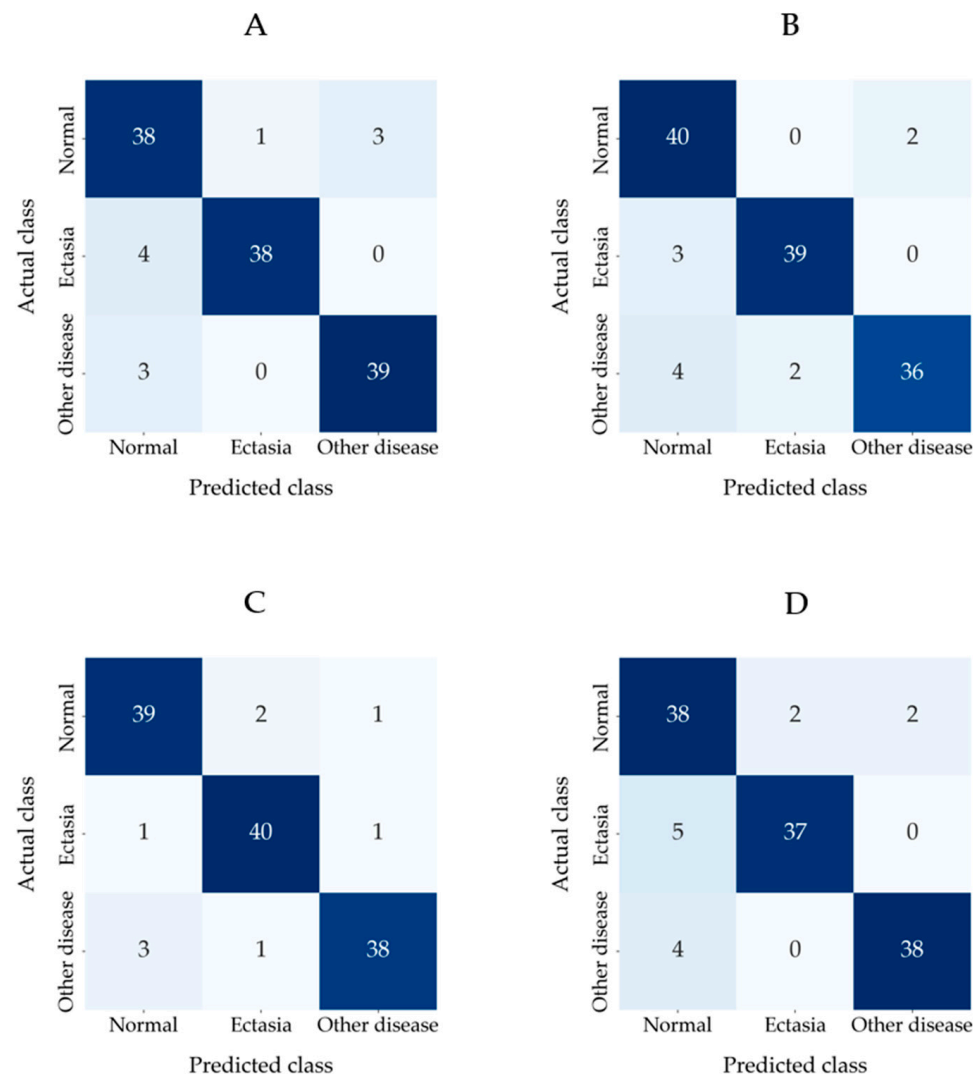 A
Actual class
Normal
Ectasia
Other disease
38 1 3
4 38 0
3 0 39
Normal Ectasia Other disease
Predicted class
B
Actual class
Normal
Ectasia
Other disease
40 0 2
3 39 0
4 2 36
Normal Ectasia Other disease
Predicted class
C
Actual class
Normal
Ectasia
Other disease
39 2 1
1 40 1
3 1 38
Normal Ectasia Other disease
Predicted class
D
Actual class
Normal
Ectasia
Other disease
38 2 2
5 37 0
4 0 38
Normal Ectasia Other disease
Predicted class